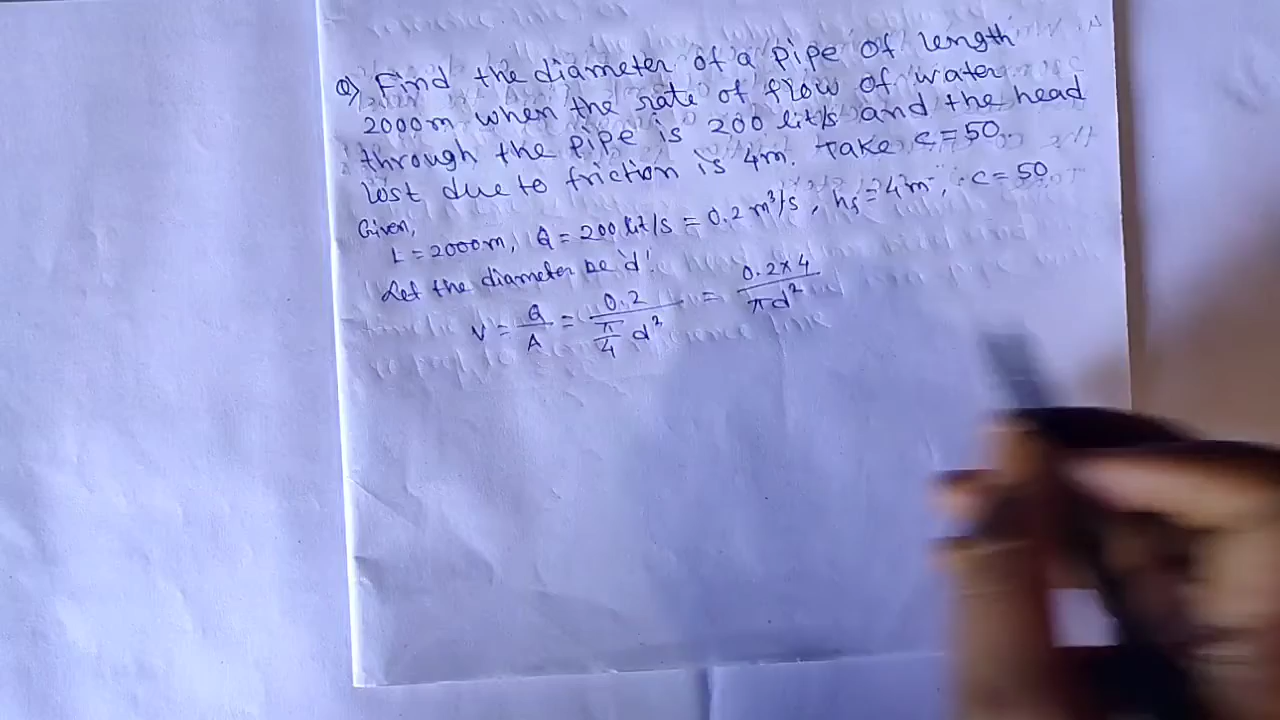 Q) Find the diameter of a pipe of length
2000m when the rate of flow of water
through the pipe is 200 lit/s and the head
lost due to friction is 4m. Take c = 50
Given,
L = 2000m, Q = 200 lit/s = 0.2 m³/s, hf = 4m, c = 50
Let the diameter be 'd'.
V = Q/A = 0.2/(π/4 d²) = 0.2×4/πd²